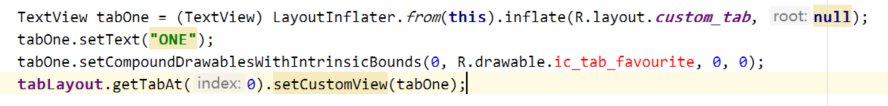 TextView tabOne = (TextView) LayoutInflater.from(this).inflate(R.layout.custom_tab, root: null);
tabOne.setText("ONE");
tabOne.setCompoundDrawablesWithIntrinsicBounds(0, R.drawable.ic_tab_favourite, 0, 0);
tabLayout.getTabAt( index: 0).setCustomView(tabOne);